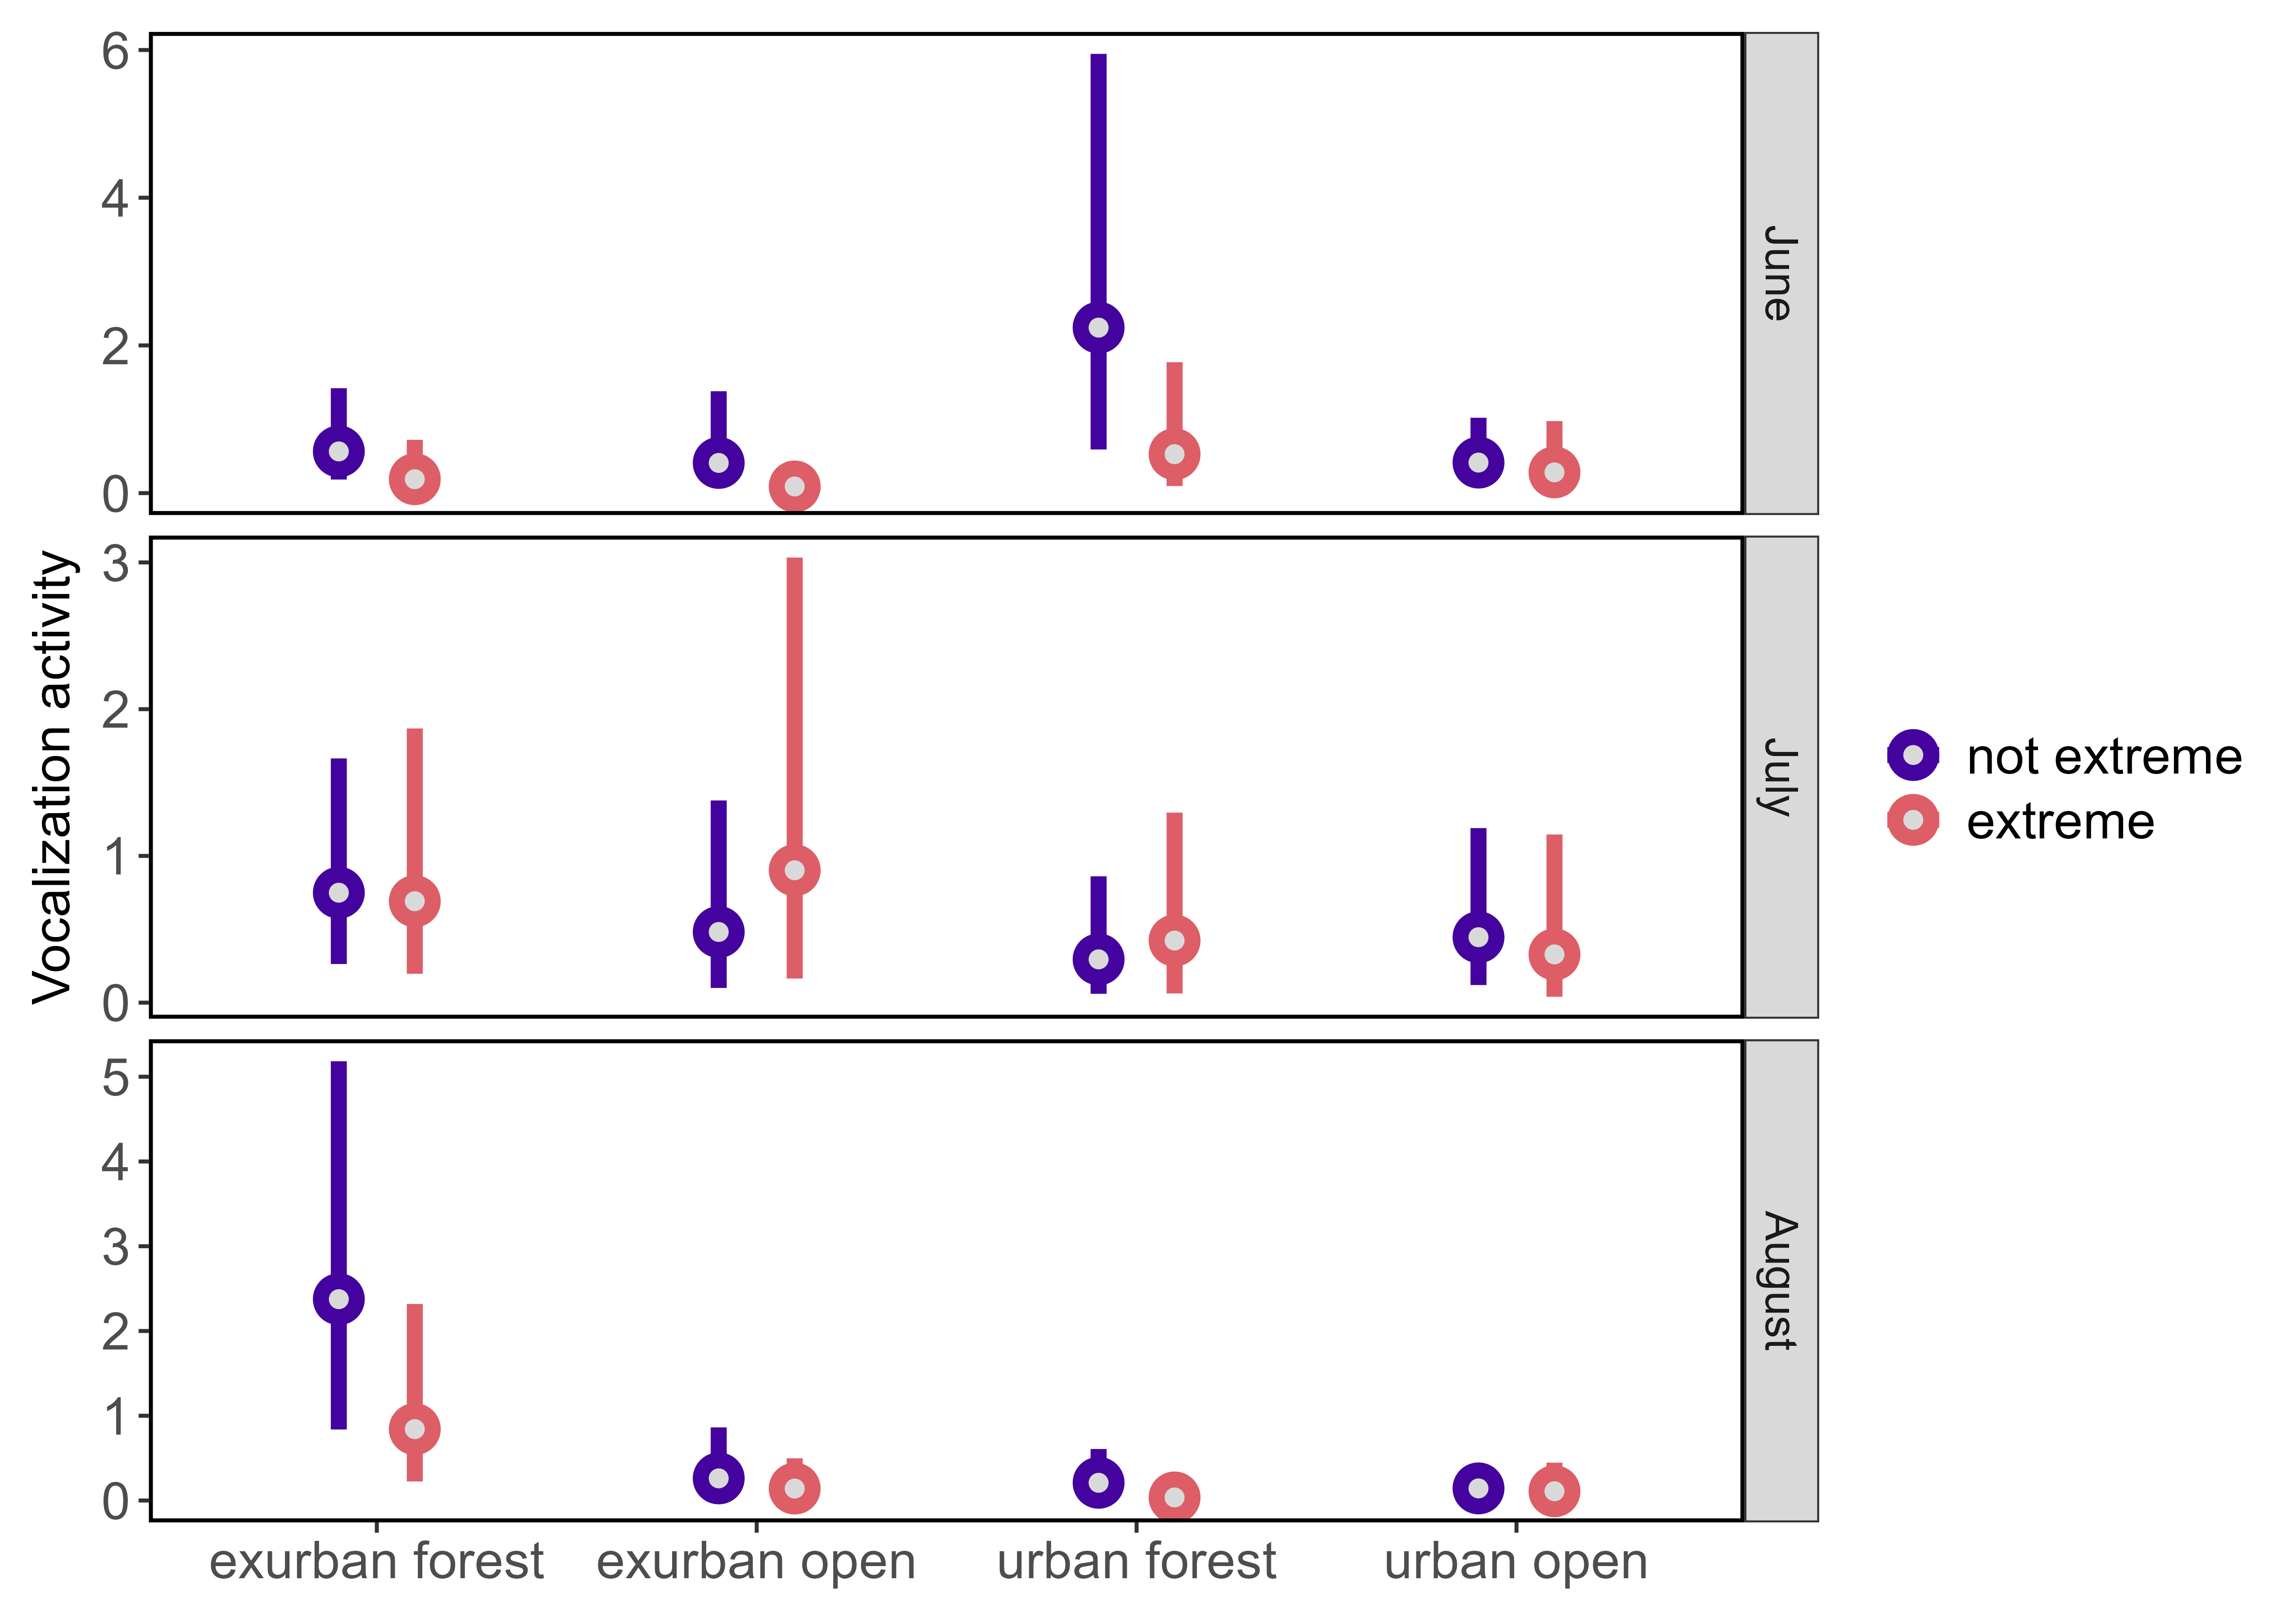 Vocalization activity
6
4
2
0
June
3
2
1
0
July
5
4
3
2
1
0
August
exurban forest
exurban open
urban forest
urban open
not extreme
extreme